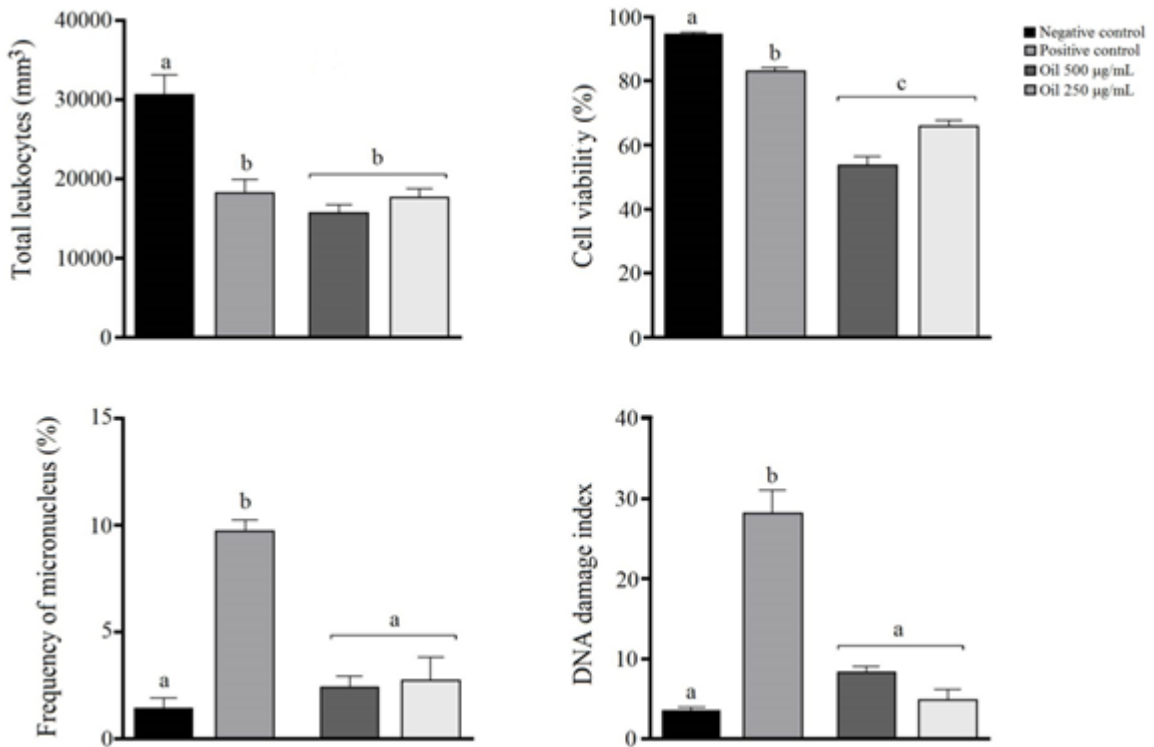 Total leukocytes (mm³)
40000
30000
20000
10000
0
a
b
b
Cell viability (%)
100
80
60
40
20
0
a
b
c
Negative control
Positive control
Oil 500 µg/mL
Oil 250 µg/mL
Frequency of micronucleus (%)
15
10
5
0
a
b
a
DNA damage index
40
30
20
10
0
a
b
a